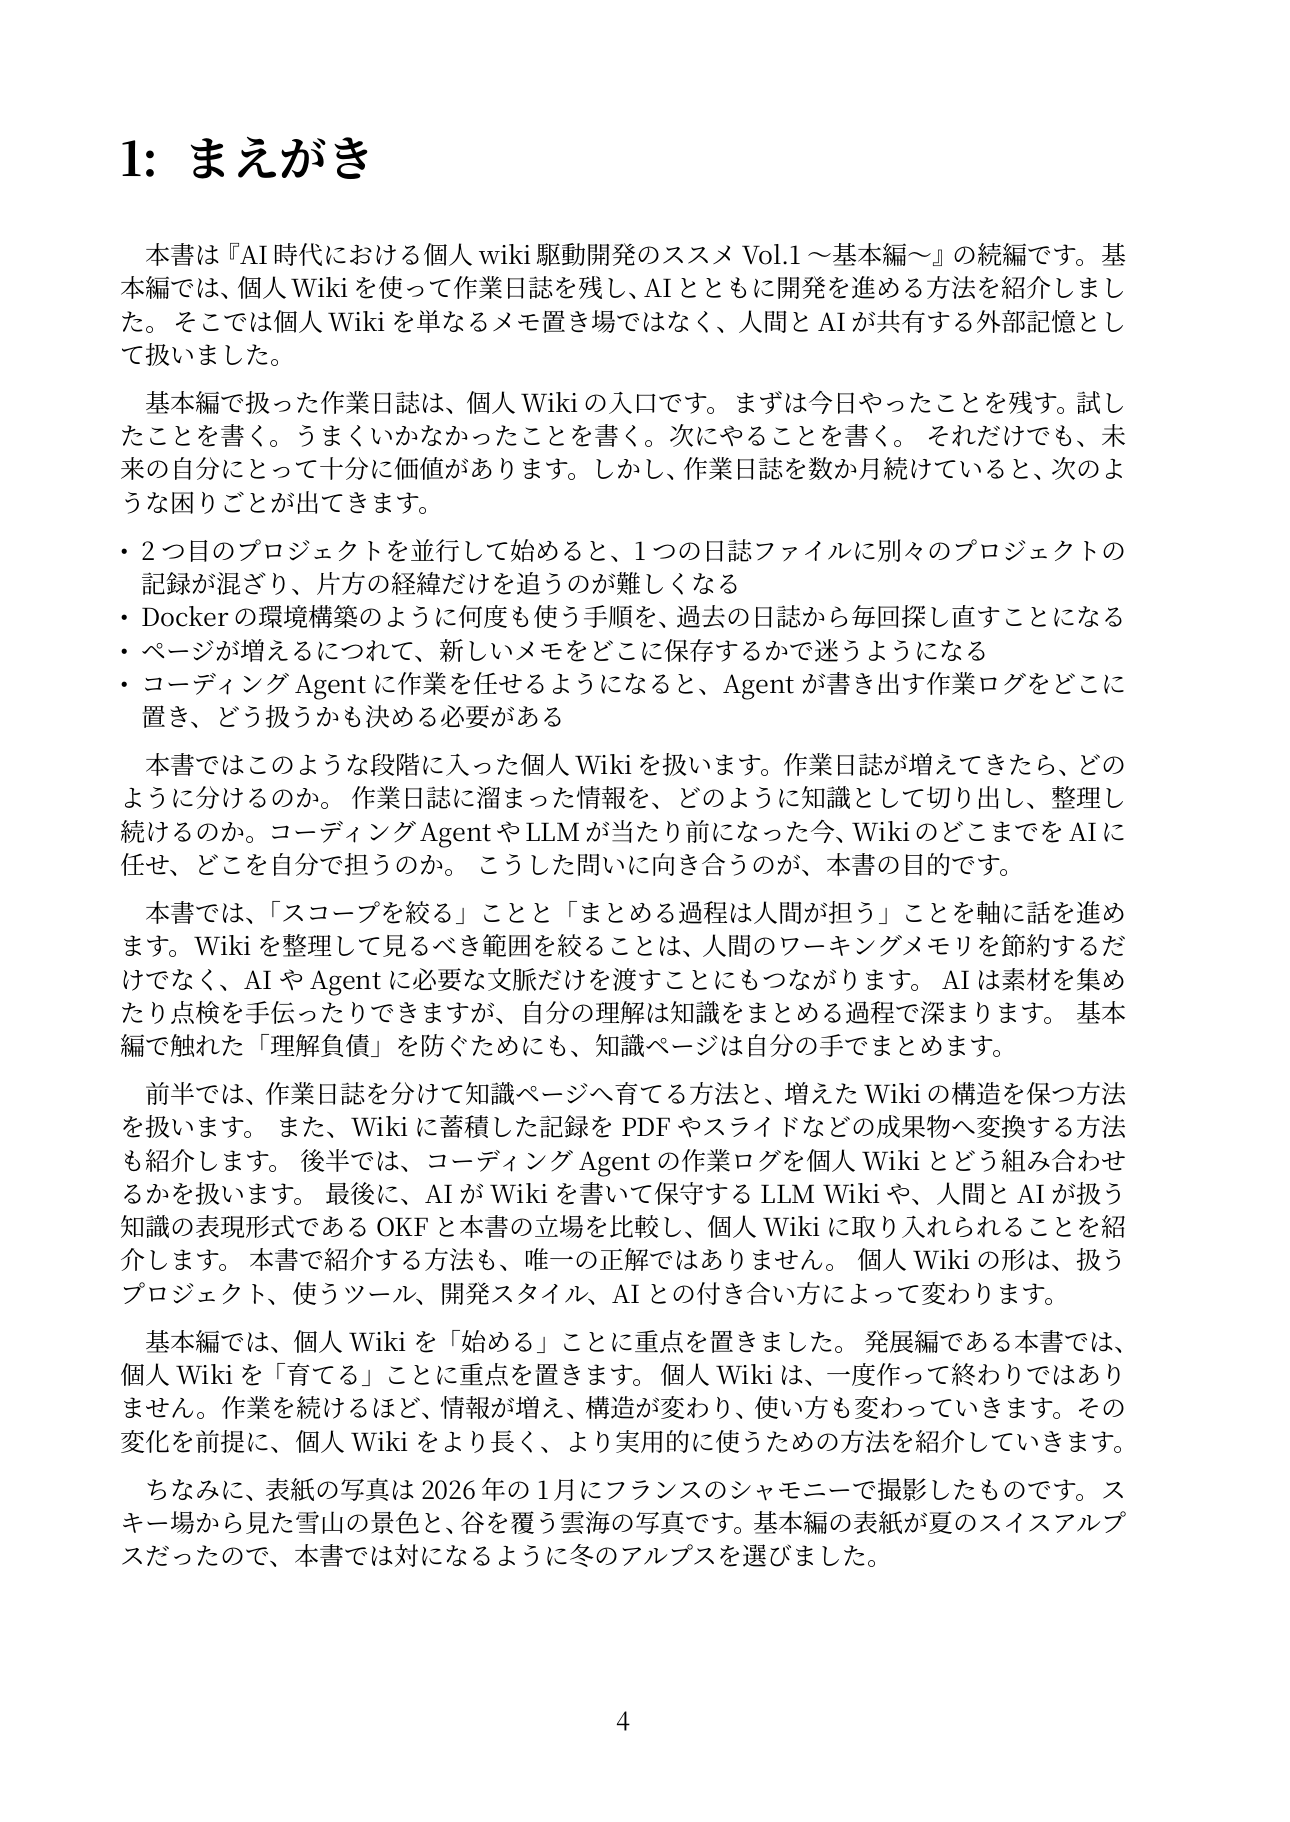 1: まえがき
本書は『AI 時代における個人 wiki 駆動開発のススメ Vol.1 〜基本編〜』の続編です。基
本編では、個人 Wiki を使って作業日誌を残し、AI とともに開発を進める方法を紹介しまし
た。そこでは個人 Wiki を単なるメモ置き場ではなく、人間と AI が共有する外部記憶とし
て扱いました。
基本編で扱った作業日誌は、個人 Wiki の入口です。まずは今日やったことを残す。試し
たことを書く。うまくいかなかったことを書く。次にやることを書く。それだけでも、未
来の自分にとって十分に価値があります。しかし、作業日誌を数か月続けていると、次のよ
うな困りごとが出てきます。
・2 つ目のプロジェクトを並行して始めると、1 つの日誌ファイルに別々のプロジェクトの
記録が混ざり、片方の経緯だけを追うのが難しくなる
・Docker の環境構築のように何度も使う手順を、過去の日誌から毎回探し直すことになる
・ページが増えるにつれて、新しいメモをどこに保存するかで迷うようになる
・コーディング Agent に作業を任せるようになると、Agent が書き出す作業ログをどこに
置き、どう扱うかも決める必要がある
本書ではこのような段階に入った個人 Wiki を扱います。作業日誌が増えてきたら、どの
ように分けるのか。作業日誌に溜まった情報を、どのように知識として切り出し、整理し
続けるのか。コーディング Agent や LLM が当たり前になった今、Wiki のどこまでを AI に
任せ、どこを自分で担うのか。こうした問いに向き合うのが、本書の目的です。
本書では、「スコープを絞る」ことと「まとめる過程は人間が担う」ことを軸に話を進め
ます。Wiki を整理して見るべき範囲を絞ることは、人間のワーキングメモリを節約するだ
けでなく、AI や Agent に必要な文脈だけを渡すことにもつながります。AI は素材を集め
たり点検を手伝ったりできますが、自分の理解は知識をまとめる過程で深まります。基本
編で触れた「理解負債」を防ぐためにも、知識ページは自分の手でまとめます。
前半では、作業日誌を分けて知識ページへ育てる方法と、増えた Wiki の構造を保つ方法
を扱います。また、Wiki に蓄積した記録を PDF やスライドなどの成果物へ変換する方法
も紹介します。後半では、コーディング Agent の作業ログを個人 Wiki とどう組み合わせ
るかを扱います。最後に、AI が Wiki を書いて保守する LLM Wiki や、人間と AI が扱う
知識の表現形式である OKF と本書の立場を比較し、個人 Wiki に取り入れられることを紹
介します。本書で紹介する方法も、唯一の正解ではありません。個人 Wiki の形は、扱う
プロジェクト、使うツール、開発スタイル、AI との付き合い方によって変わります。
基本編では、個人 Wiki を「始める」ことに重点を置きました。発展編である本書では、
個人 Wiki を「育てる」ことに重点を置きます。個人 Wiki は、一度作って終わりではあり
ません。作業を続けるほど、情報が増え、構造が変わり、使い方も変わっていきます。その
変化を前提に、個人 Wiki をより長く、より実用的に使うための方法を紹介していきます。
ちなみに、表紙の写真は 2026 年の 1 月にフランスのシャモニーで撮影したものです。ス
キー場から見た雪山の景色と、谷を覆う雲海の写真です。基本編の表紙が夏のスイスアルプ
スだったので、本書では対になるように冬のアルプスを選びました。
4